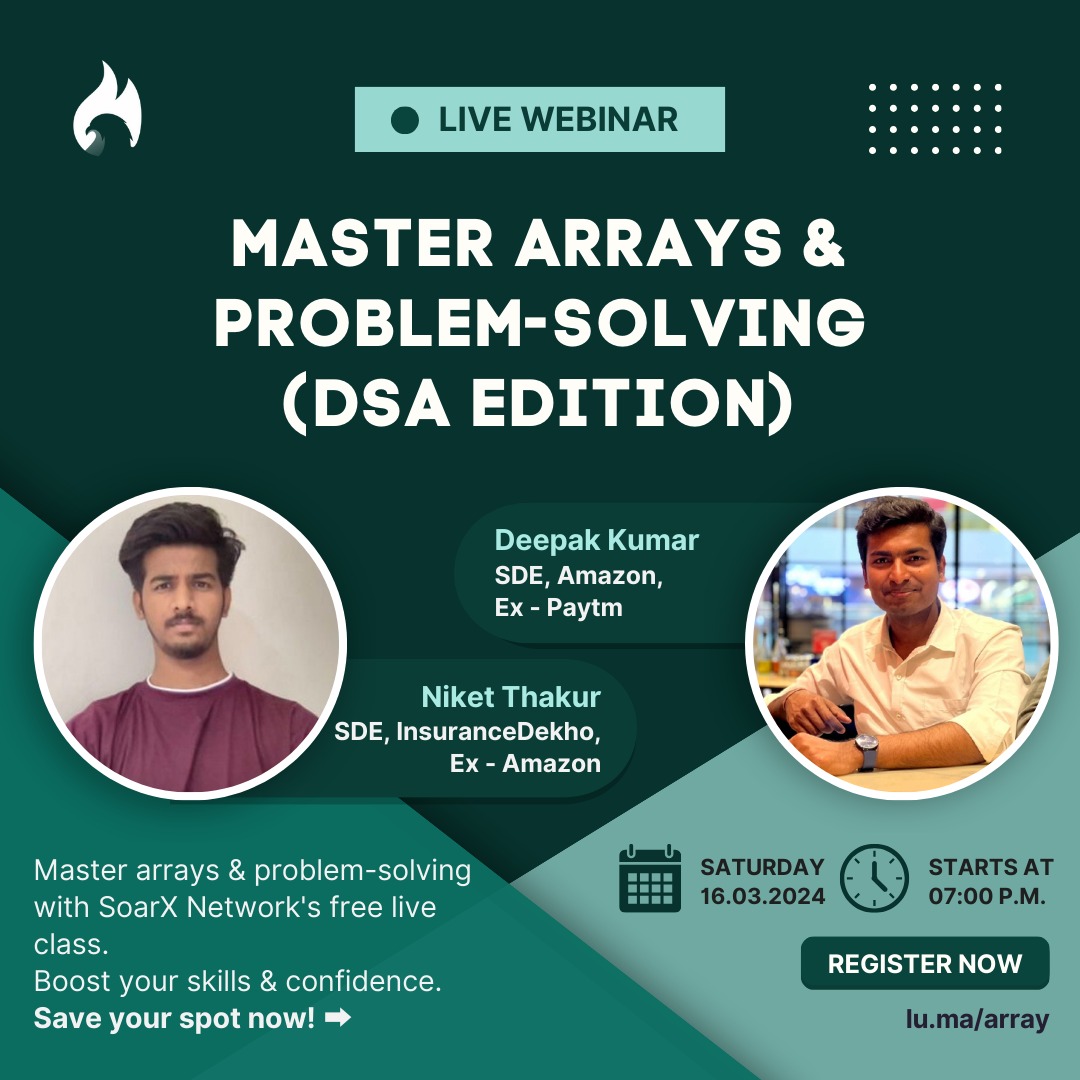 LIVE WEBINAR
MASTER ARRAYS &
PROBLEM-SOLVING
(DSA EDITION)
Deepak Kumar
SDE, Amazon,
Ex - Paytm
Niket Thakur
SDE, InsuranceDekho,
Ex - Amazon
Master arrays & problem-solving
with SoarX Network's free live
class.
Boost your skills & confidence.
Save your spot now! ➡
SATURDAY
16.03.2024
STARTS AT
07:00 P.M.
REGISTER NOW
lu.ma/array